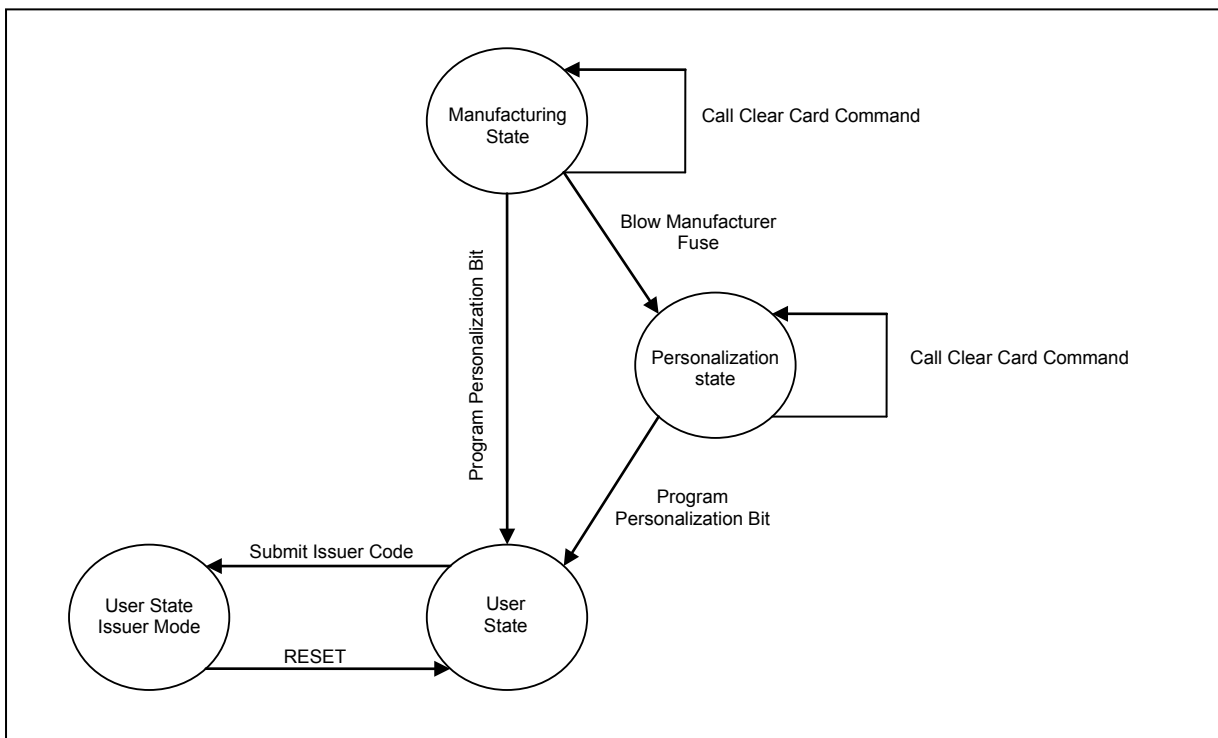 Manufacturing
State
Call Clear Card Command
Blow Manufacturer
Fuse
Program Personalization Bit
Personalization
state
Call Clear Card Command
Program
Personalization Bit
Submit Issuer Code
User State
Issuer Mode
User
State
RESET